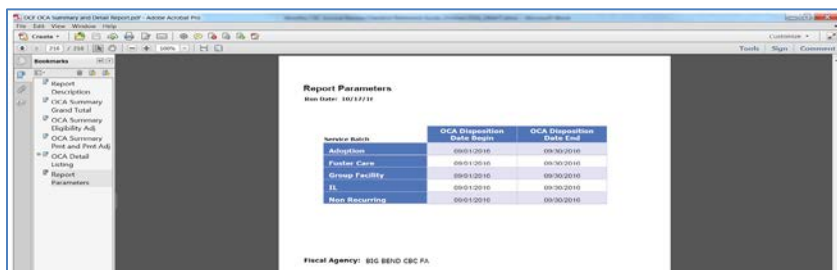 OCF OCA Summary and Detail Report.pdf - Adobe Acrobat Pro
File Edit View Window Help
Create
Customize
/ 100%
Tools Sign Comment
Bookmarks
Report
Description
OCA Summary
Grand Total
OCA Summary
Eligibility Adj
OCA Summary
Pmt and Pmt Adj
OCA Detail
Listing
Report
Parameters
Report Parameters
Run Date: 10/17/16
Service Batch OCA Disposition Date Begin OCA Disposition Date End
Adoption 09/01/2016 09/30/2016
Foster Care 09/01/2016 09/30/2016
Group Facility 09/01/2016 09/30/2016
IL 09/01/2016 09/30/2016
Non Recurring 09/01/2016 09/30/2016
Fiscal Agency: BIG BEND CBC PA